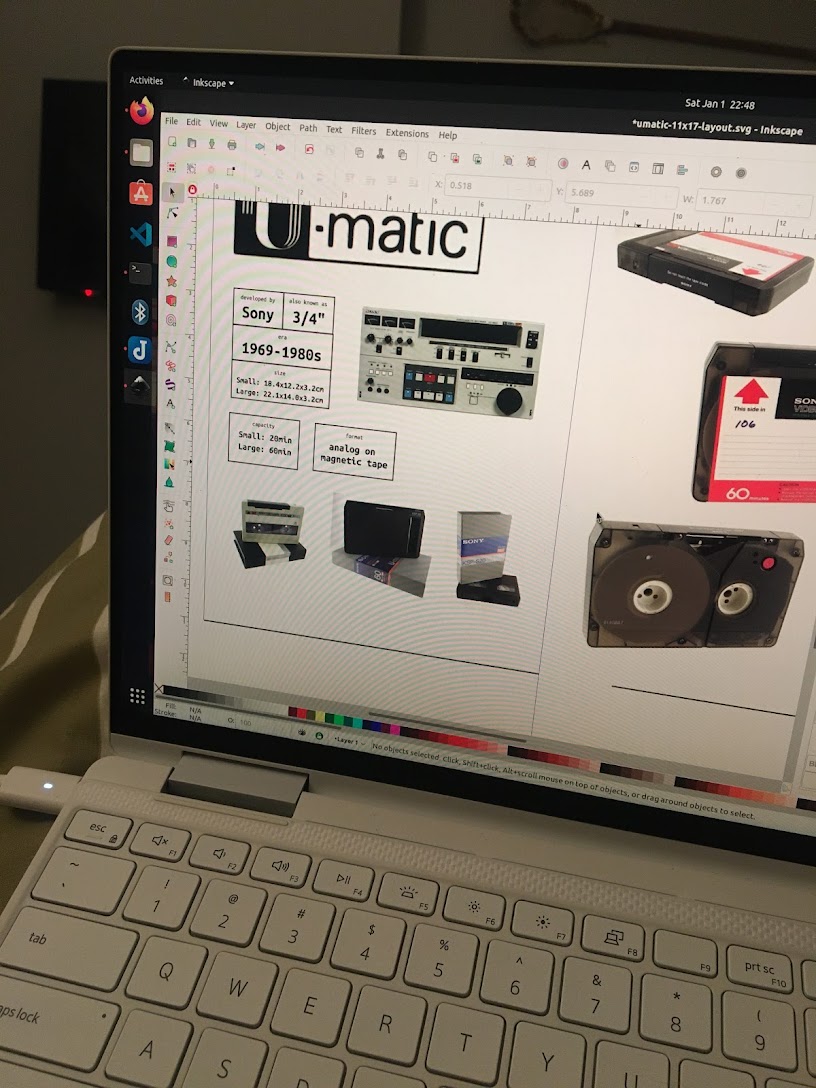 Activities
Inkscape
Sat Jan 1 22:48
*umatic-11x17-layout.svg - Inkscape
File Edit View Layer Object Path Text Filters Extensions Help
X: 0.518
Y: 5.689
W: 1.767
U-matic
developed by
Sony
also known as
3/4"
era
1969-1980s
size
Small: 18.4x12.2x3.2cm
Large: 22.1x14.0x3.2cm
capacity
Small: 20min
Large: 60min
format
analog on
magnetic tape
SONY
This side in
106
60
Fill: N/A
Stroke: N/A
O: 100
Layer 1
No objects selected. Click, Shift+click, Alt+scroll mouse on top of objects, or drag around objects to select.
esc
F1
F2
F3
F4
F5
F6
F7
F8
F9
prt sc
F10
~
`
! 1
@ 2
# 3
$ 4
% 5
^ 6
& 7
* 8
( 9
tab
Q W E R T Y U
caps lock
A S D